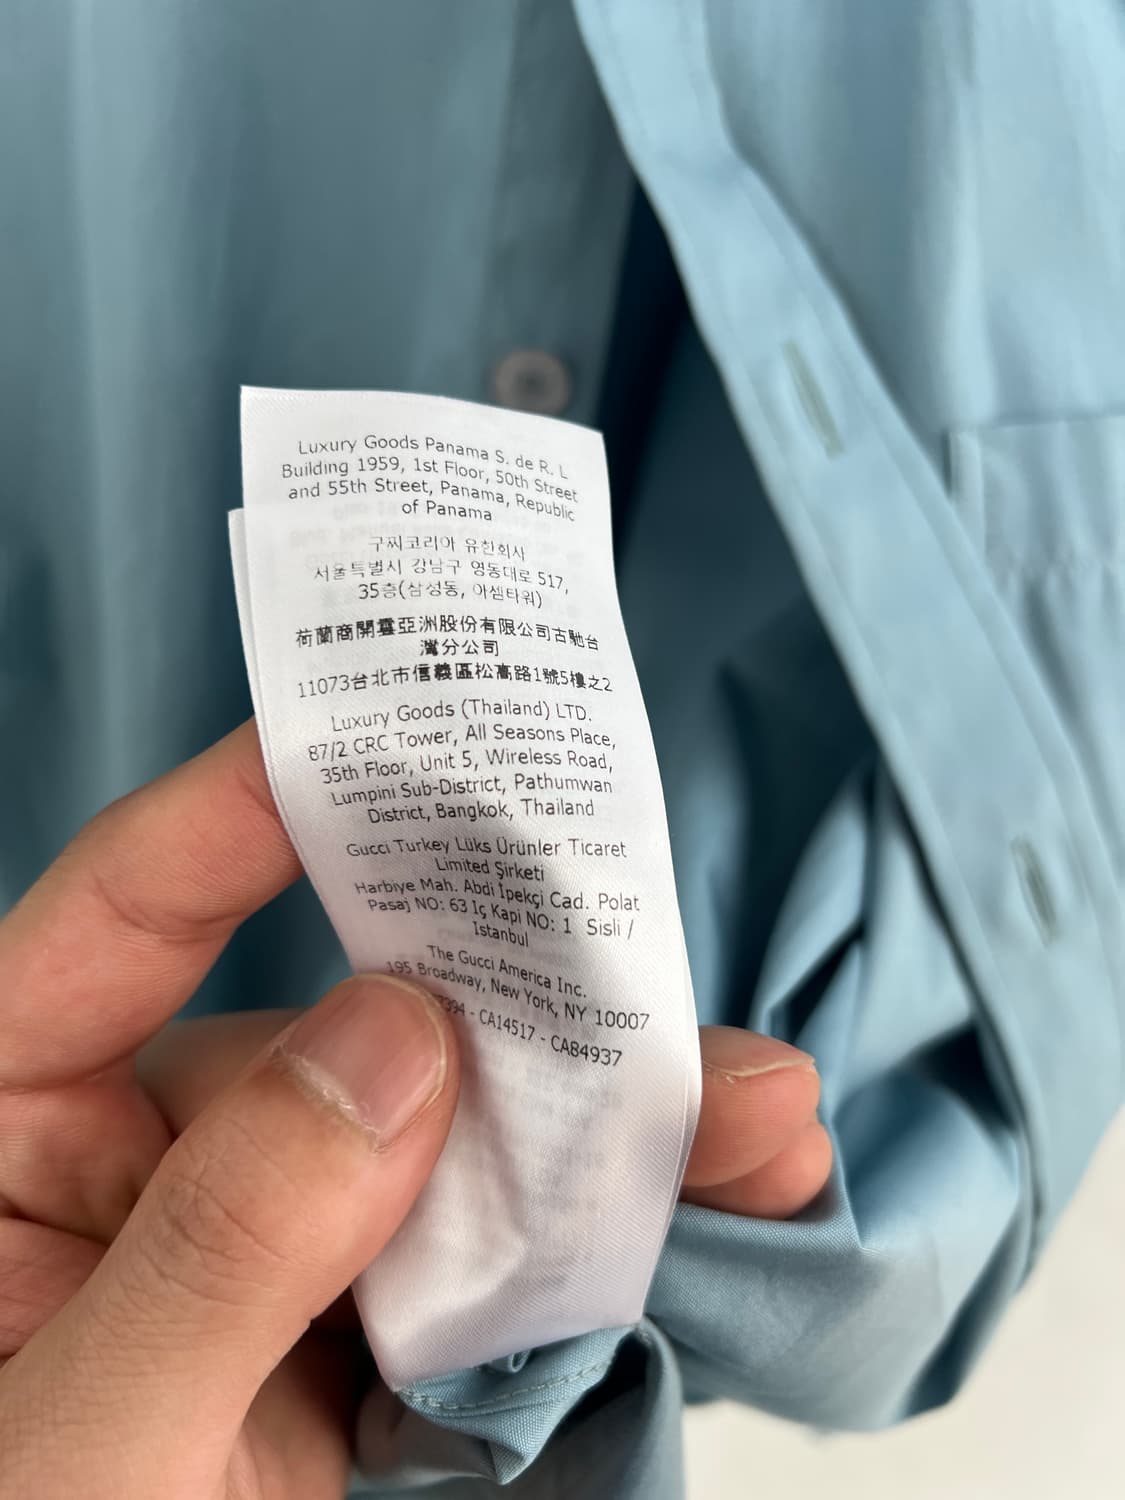 Luxury Goods Panama S. de R. L
Building 1959, 1st Floor, 50th Street
and 55th Street, Panama, Republic
of Panama
구찌코리아 유한회사
서울특별시 강남구 영동대로 517,
35층(삼성동, 아셈타워)
荷蘭商開雲亞洲股份有限公司古馳台
灣分公司
11073台北市信義區松高路1號5樓之2
Luxury Goods (Thailand) LTD.
87/2 CRC Tower, All Seasons Place,
35th Floor, Unit 5, Wireless Road,
Lumpini Sub-District, Pathumwan
District, Bangkok, Thailand
Gucci Turkey Lüks Ürünler Ticaret
Limited Şirketi
Harbiye Mah. Abdi İpekçi Cad. Polat
Pasaj NO: 63 Iç Kapi NO: 1 Sisli /
Istanbul
The Gucci America Inc.
195 Broadway, New York, NY 10007
- CA14517 - CA84937